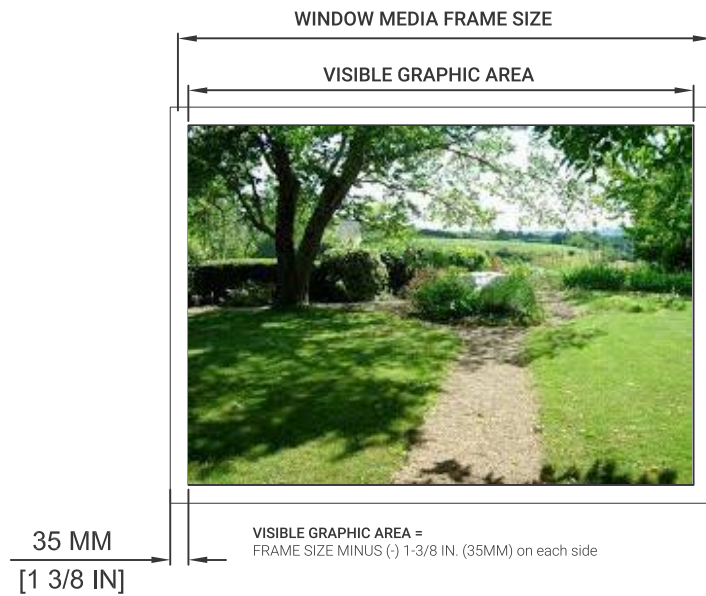 WINDOW MEDIA FRAME SIZE
VISIBLE GRAPHIC AREA
35 MM
[1 3/8 IN]
VISIBLE GRAPHIC AREA =
FRAME SIZE MINUS (-) 1-3/8 IN. (35MM) on each side